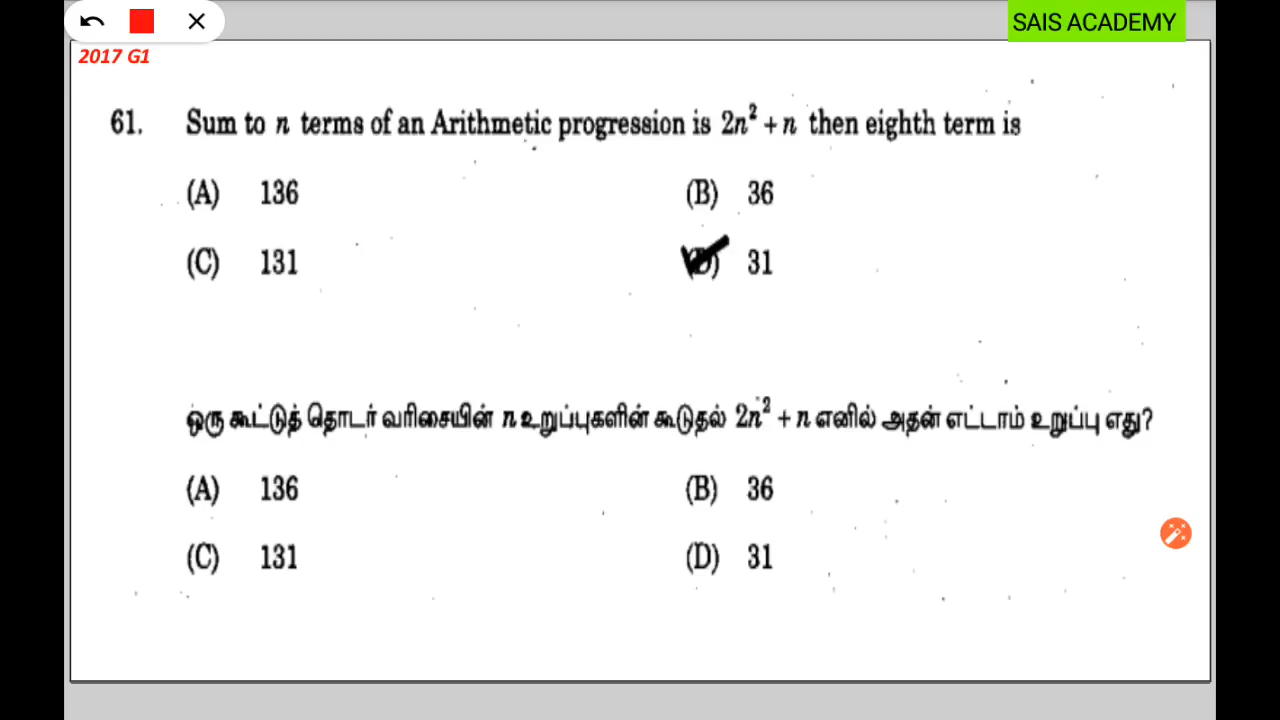 SAIS ACADEMY
2017 G1
61. Sum to n terms of an Arithmetic progression is 2n² + n then eighth term is
(A) 136 (B) 36
(C) 131 (D) 31
ஒரு கூட்டுத் தொடர் வரிசையின் n உறுப்புகளின் கூடுதல் 2n² + n எனில் அதன் எட்டாம் உறுப்பு எது?
(A) 136 (B) 36
(C) 131 (D) 31